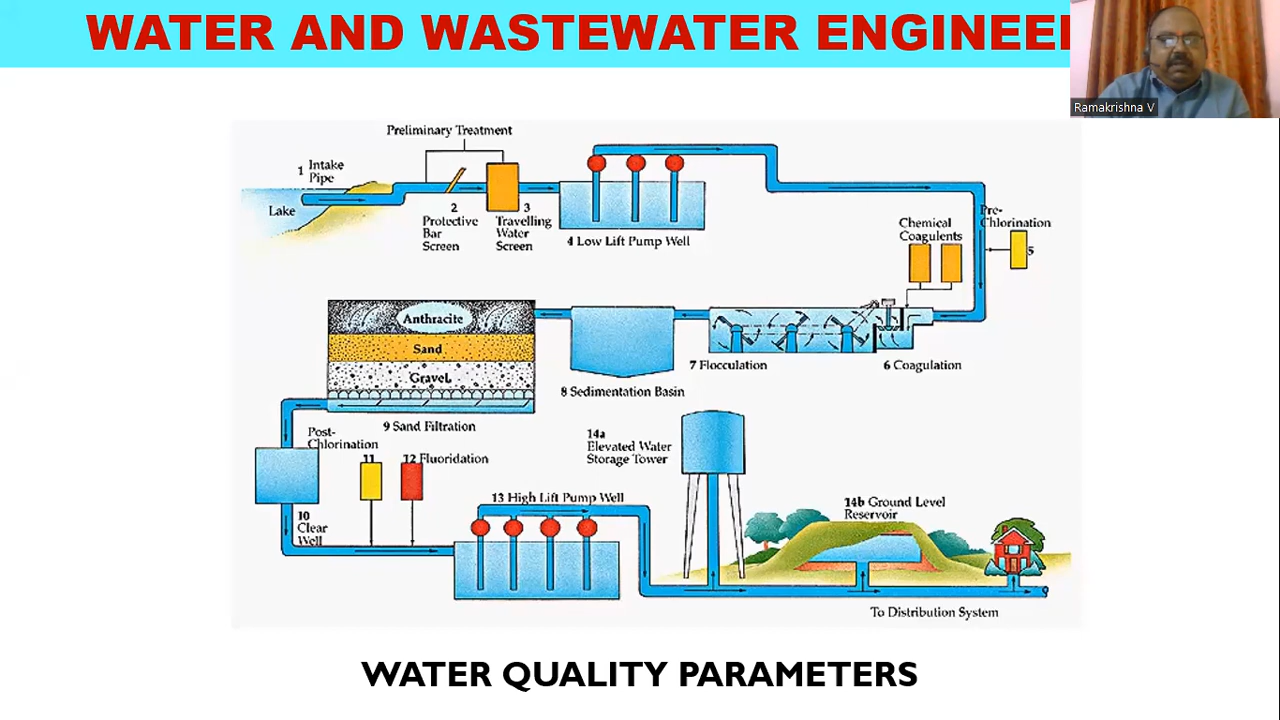 WATER AND WASTEWATER ENGINEER
Ramakrishna V
Preliminary Treatment
1 Intake
Pipe
Lake
2
Protective
Bar
Screen
3
Travelling
Water
Screen
4 Low Lift Pump Well
Chemical
Coagulents
Pre-
Chlorination
5
Anthracite
Sand
Gravel
9 Sand Filtration
8 Sedimentation Basin
7 Flocculation
6 Coagulation
Post-
Chlorination
11
12 Fluoridation
10
Clear
Well
13 High Lift Pump Well
14a
Elevated Water
Storage Tower
14b Ground Level
Reservoir
To Distribution System
WATER QUALITY PARAMETERS